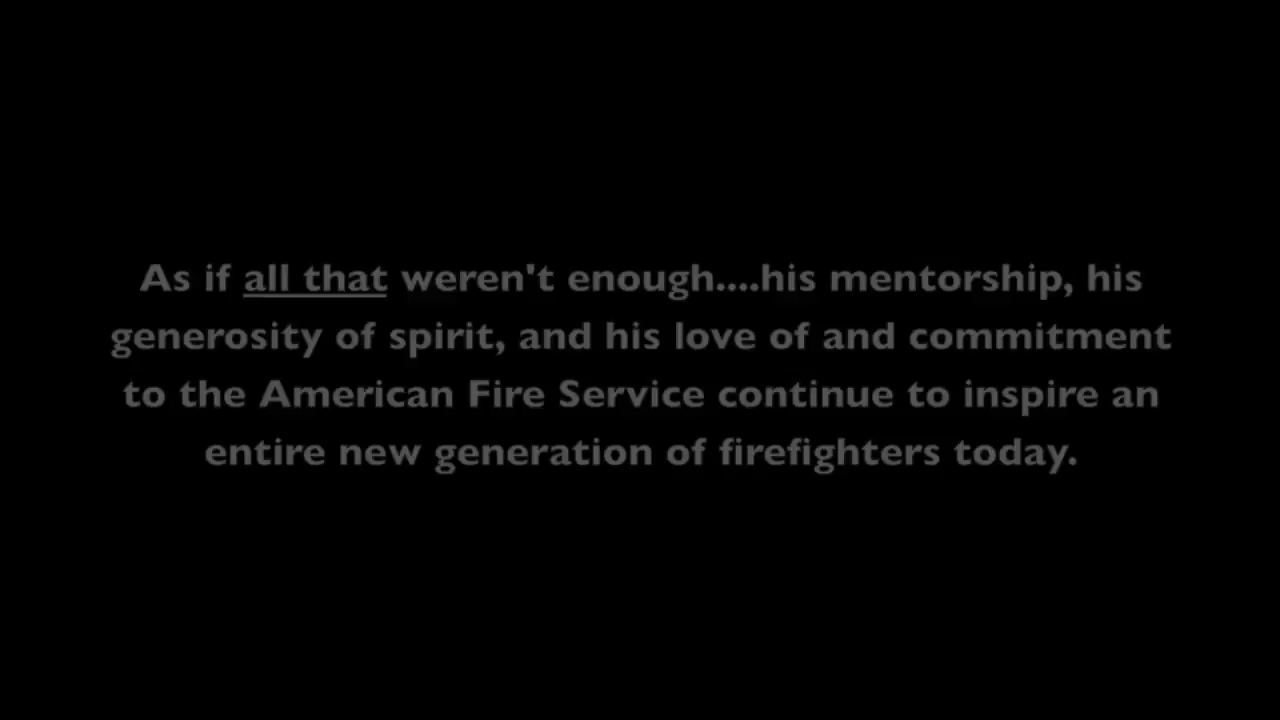 As if all that weren't enough....his mentorship, his
generosity of spirit, and his love of and commitment
to the American Fire Service continue to inspire an
entire new generation of firefighters today.